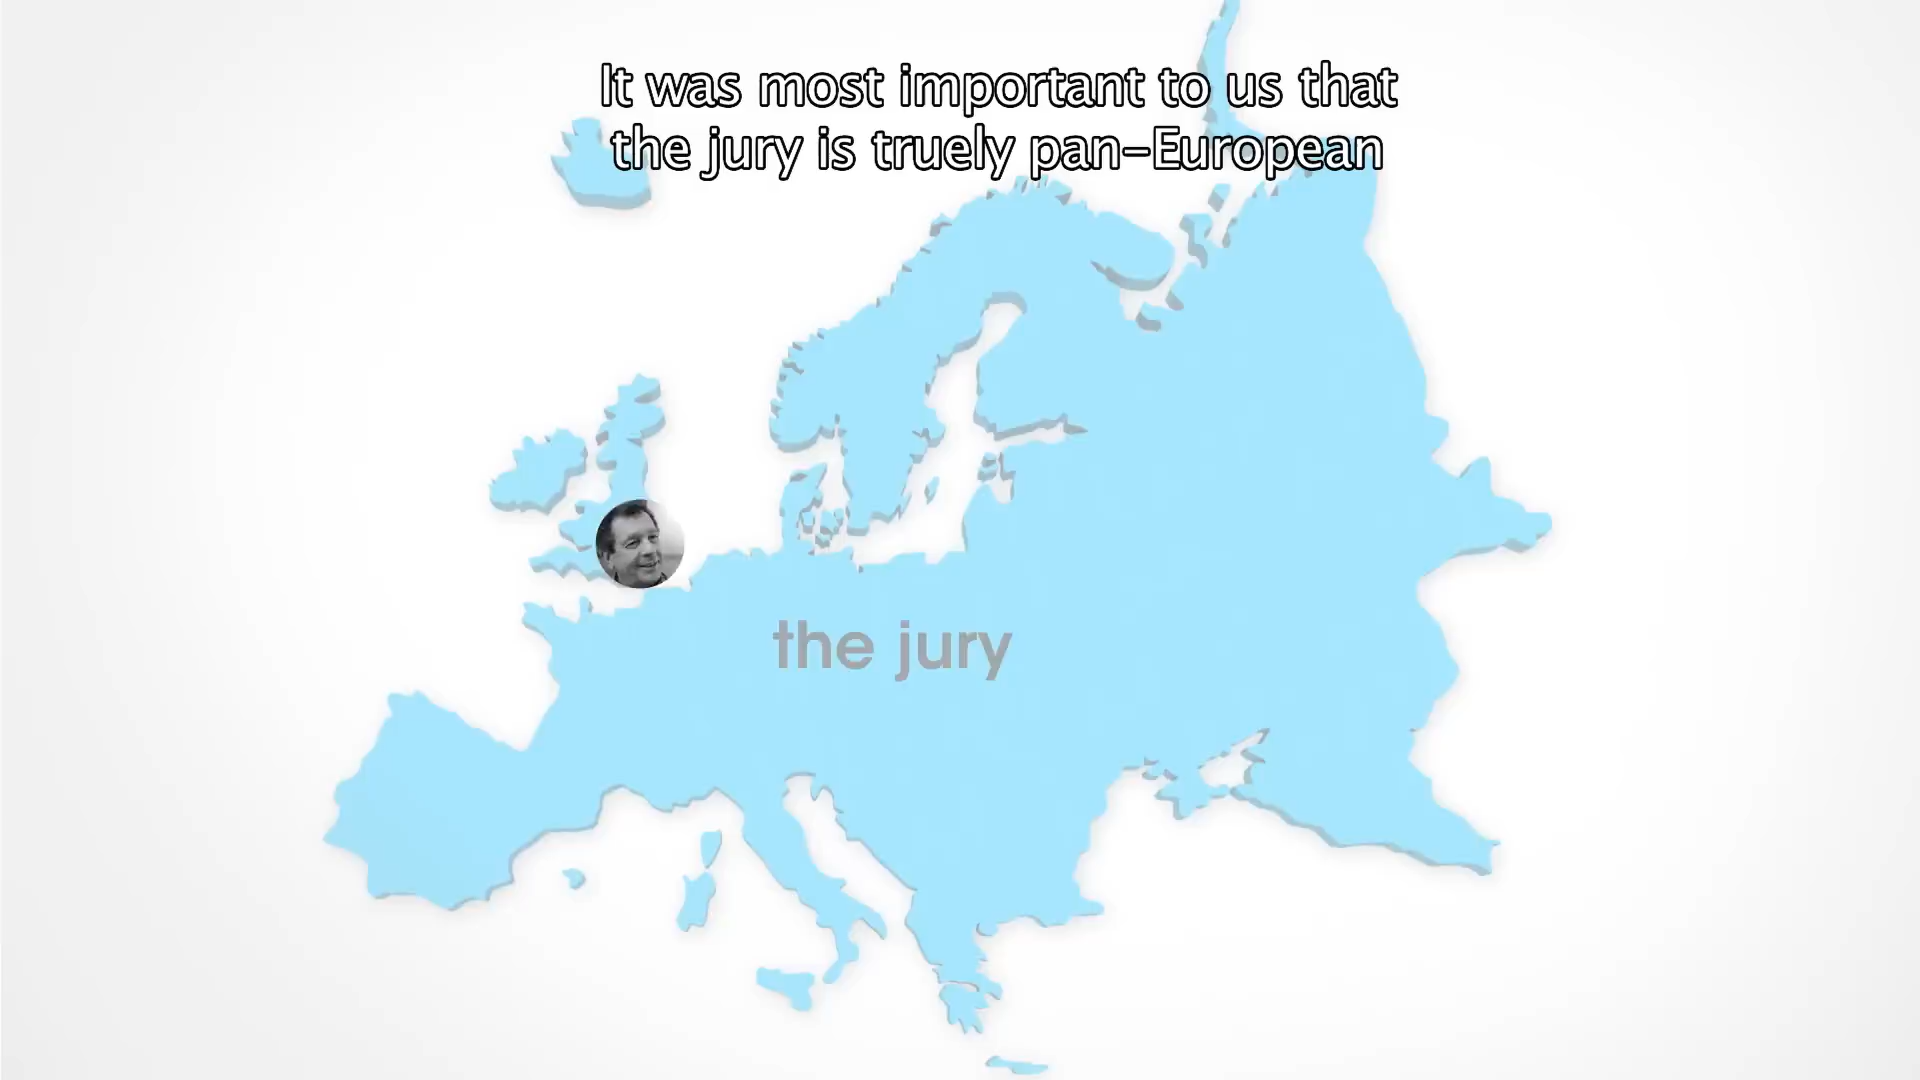 It was most important to us that
the jury is truely pan-European
the jury